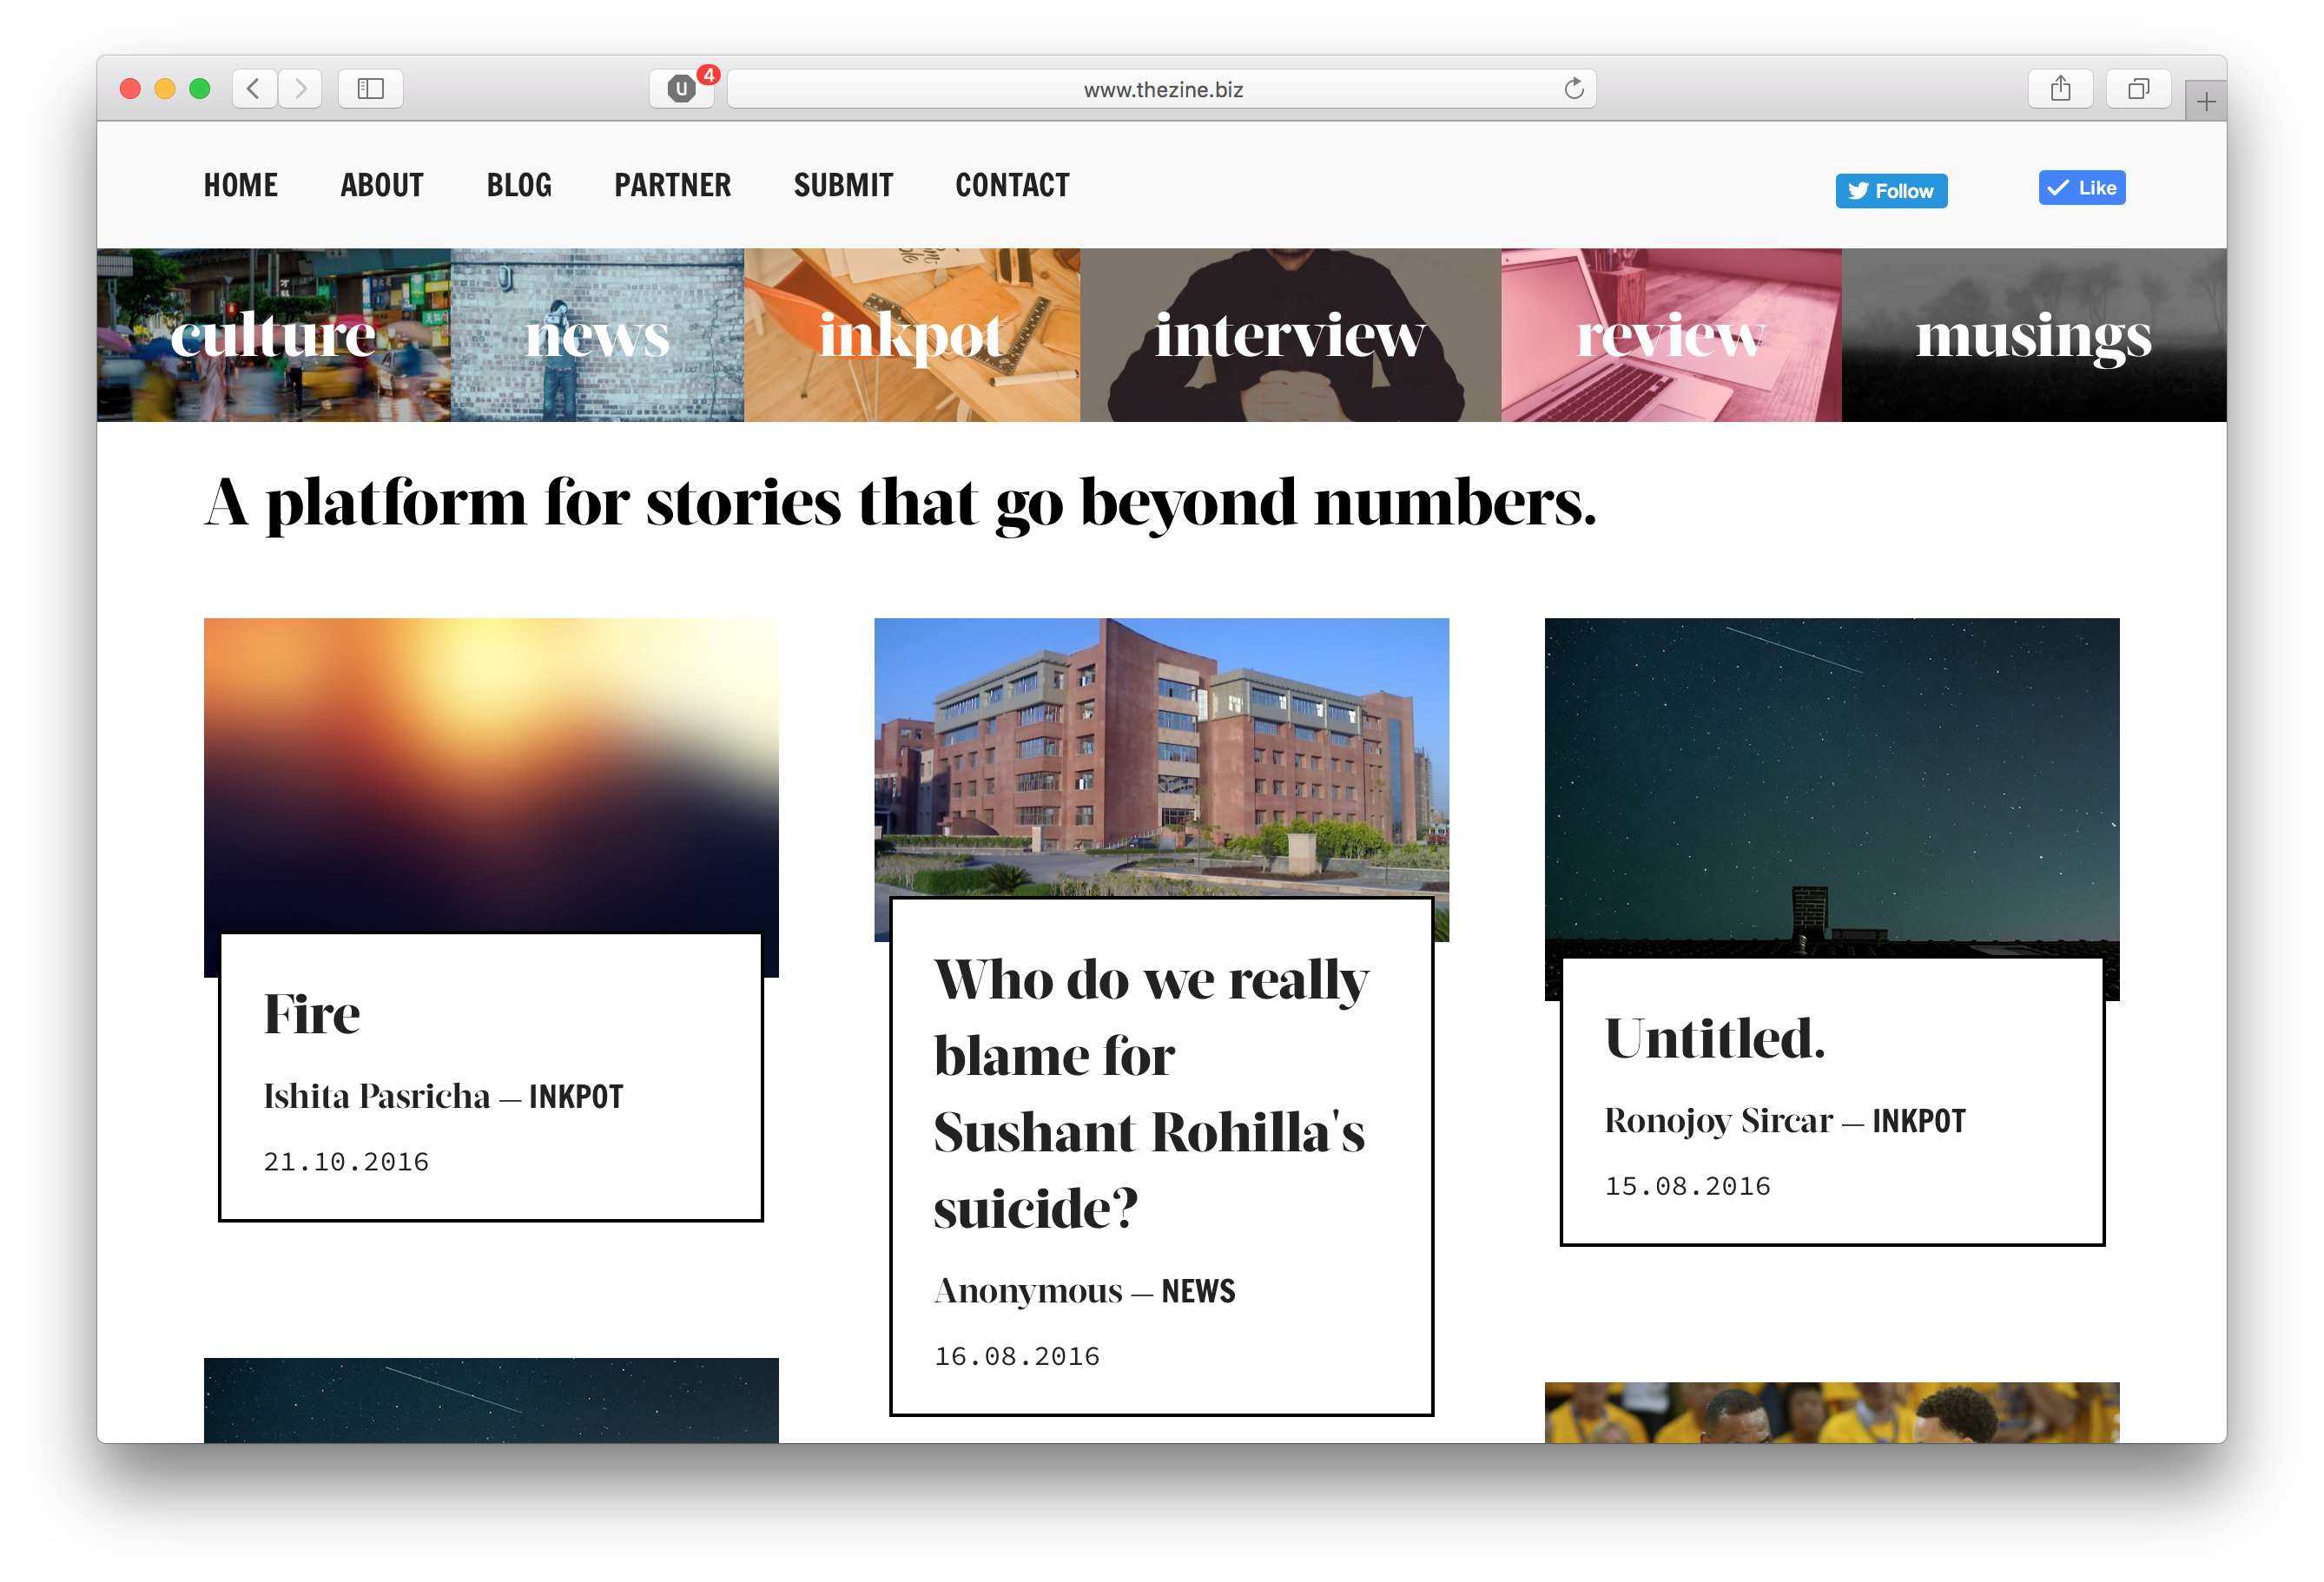 4
www.thezine.biz
HOME ABOUT BLOG PARTNER SUBMIT CONTACT
Follow
Like
culture news inkpot interview review musings
A platform for stories that go beyond numbers.
Fire
Ishita Pasricha — INKPOT
21.10.2016
Who do we really
blame for
Sushant Rohilla's
suicide?
Anonymous — NEWS
16.08.2016
Untitled.
Ronojoy Sircar — INKPOT
15.08.2016